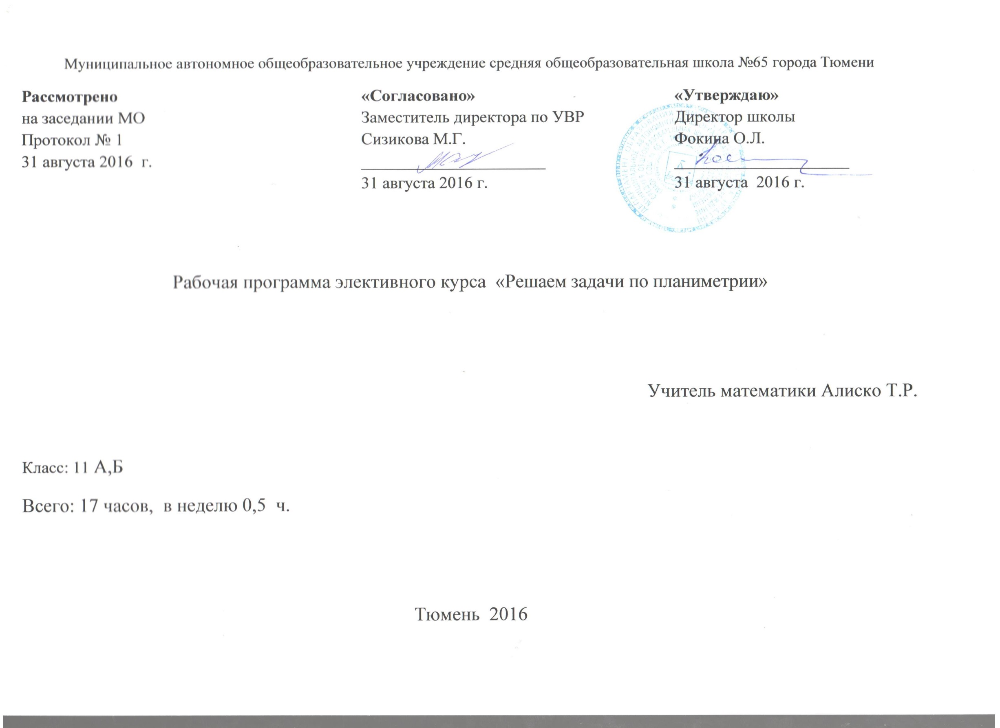 Муниципальное автономное общеобразовательное учреждение средняя общеобразовательная школа №65 города Тюмени
Рассмотрено
на заседании МО
Протокол № 1
31 августа 2016 г.
«Согласовано»
Заместитель директора по УВР
Сизикова М.Г.
31 августа 2016 г.
«Утверждаю»
Директор школы
Фокина О.Л.
31 августа 2016 г.
Рабочая программа элективного курса «Решаем задачи по планиметрии»
Учитель математики Алиско Т.Р.
Класс: 11 А,Б
Всего: 17 часов, в неделю 0,5 ч.
Тюмень 2016